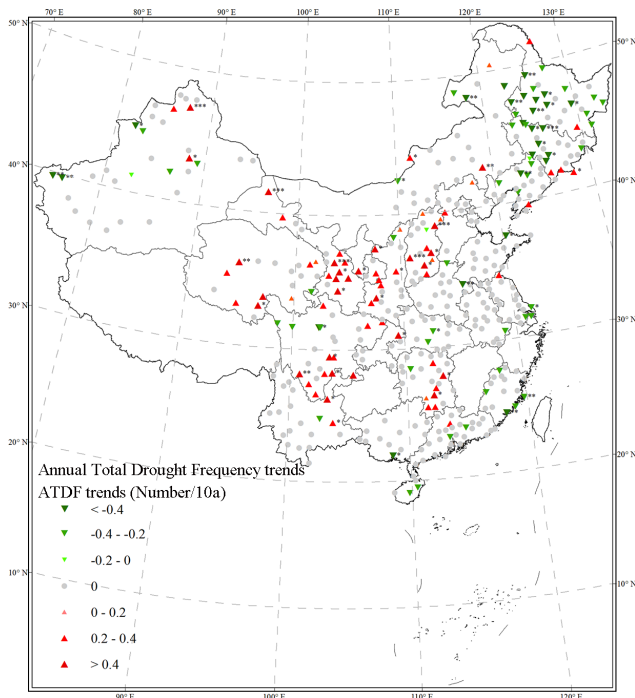 70° E 80° E 90° E 100° E 110° E 120° E 130° E
50° N 50° N
40° N 40° N
30° N 30° N
20° N 20° N
10° N 10° N
Annual Total Drought Frequency trends
ATDF trends (Number/10a)
< -0.4
-0.4 - -0.2
-0.2 - 0
0
0 - 0.2
0.2 - 0.4
> 0.4
90° E 100° E 110° E 120° E